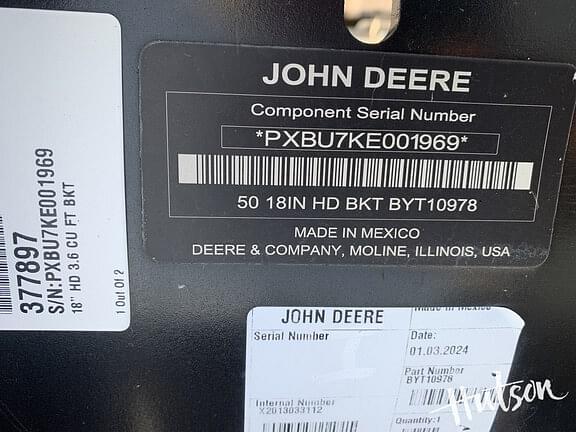 377897
S/N:PXBU7KE001969
18" HD 3.6 CU FT BKT
1 Out Of 2
JOHN DEERE
Component Serial Number
*PXBU7KE001969*
50 18IN HD BKT BYT10978
MADE IN MEXICO
DEERE & COMPANY, MOLINE, ILLINOIS, USA
JOHN DEERE
Made in Mexico
Serial Number
Date:
01.03.2024
Part Number
BYT10978
Internal Number
X2013033112
Quantity:1
Hutson